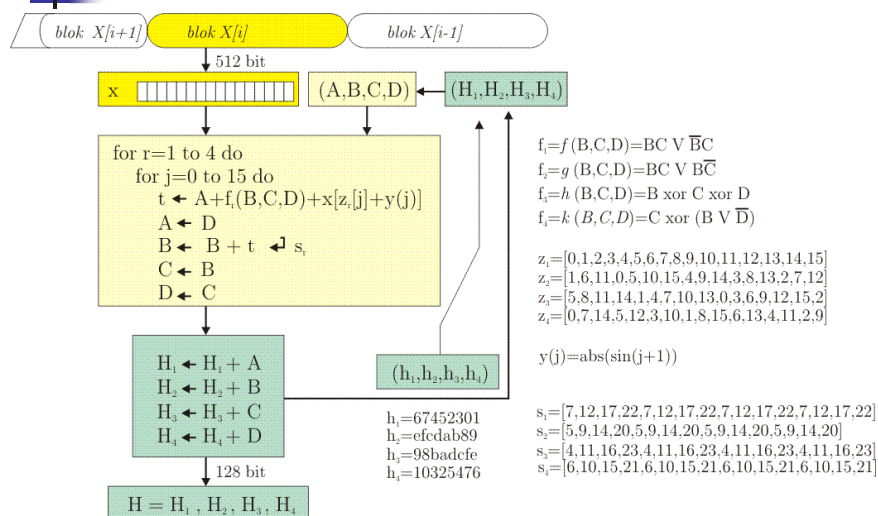 blok X[i+1] blok X[i] blok X[i-1]
512 bit
x (A,B,C,D) (H₁,H₂,H₃,H₄)
for r=1 to 4 do
for j=0 to 15 do
t ← A+fᵣ(B,C,D)+x[zᵣ[j]+y(j)]
A ← D
B ← B + t ↲ sᵣ
C ← B
D ← C
H₁ ← H₁ + A
H₂ ← H₂ + B
H₃ ← H₃ + C
H₄ ← H₄ + D
128 bit
H = H₁ , H₂ , H₃ , H₄
(h₁,h₂,h₃,h₄)
h₁=67452301
h₂=efcdab89
h₃=98badcfe
h₄=10325476
f₁=f (B,C,D)=BC V B̅C
f₂=g (B,C,D)=BC V BC̅
f₃=h (B,C,D)=B xor C xor D
f₄=k (B,C,D)=C xor (B V D̅)
z₁=[0,1,2,3,4,5,6,7,8,9,10,11,12,13,14,15]
z₂=[1,6,11,0,5,10,15,4,9,14,3,8,13,2,7,12]
z₃=[5,8,11,14,1,4,7,10,13,0,3,6,9,12,15,2]
z₄=[0,7,14,5,12,3,10,1,8,15,6,13,4,11,2,9]
y(j)=abs(sin(j+1))
s₁=[7,12,17,22,7,12,17,22,7,12,17,22,7,12,17,22]
s₂=[5,9,14,20,5,9,14,20,5,9,14,20,5,9,14,20]
s₃=[4,11,16,23,4,11,16,23,4,11,16,23,4,11,16,23]
s₄=[6,10,15,21,6,10,15,21,6,10,15,21,6,10,15,21]